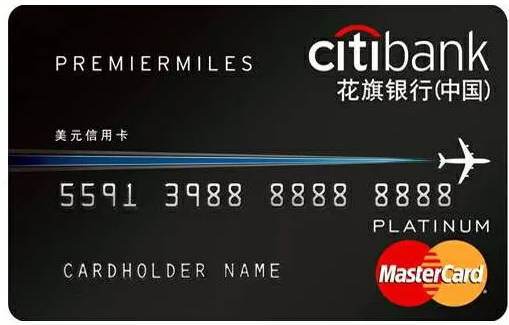 citibank
PREMIERMILES
花旗银行(中国)
美元信用卡
5591 3988 8888 8888
PLATINUM
CARDHOLDER NAME
MasterCard